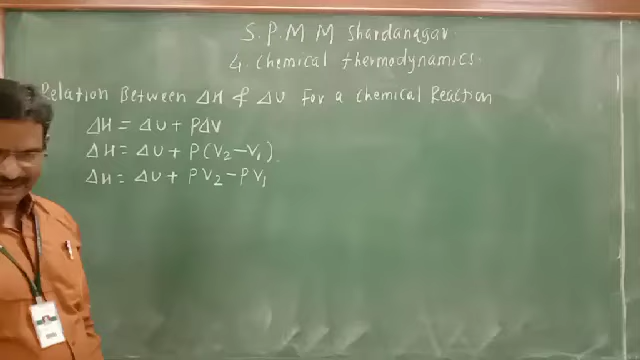 S.P.M M Shardanagar.
4. Chemical thermodynamics.
Relation Between ΔH & ΔU For a Chemical Reaction
ΔH = ΔU + PΔV
ΔH = ΔU + P(V₂ – V₁).
ΔH = ΔU + PV₂ – PV₁